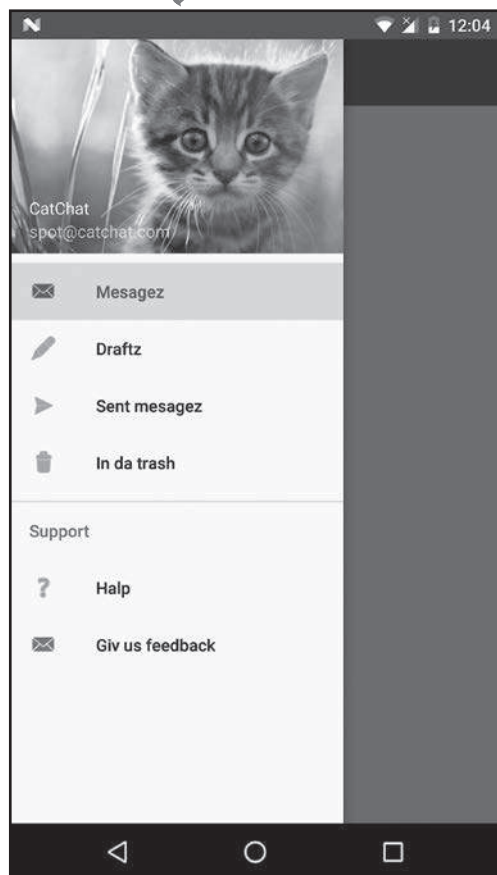 12:04
CatChat
spot@catchat.com
Mesagez
Draftz
Sent mesagez
In da trash
Support
Halp
Giv us feedback